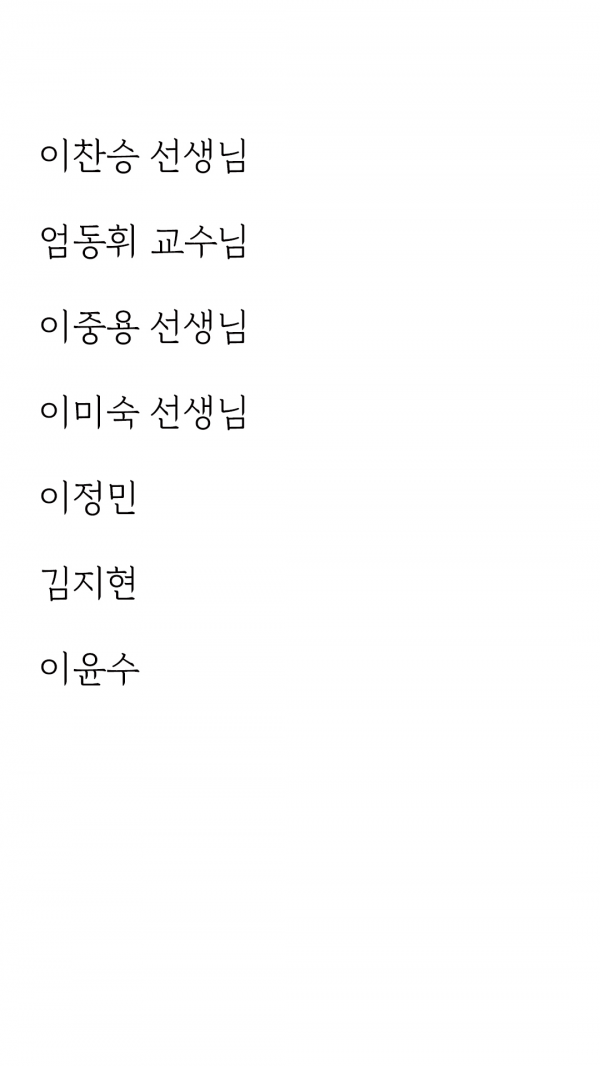 이찬승 선생님
엄동휘 교수님
이중용 선생님
이미숙 선생님
이정민
김지현
이윤수